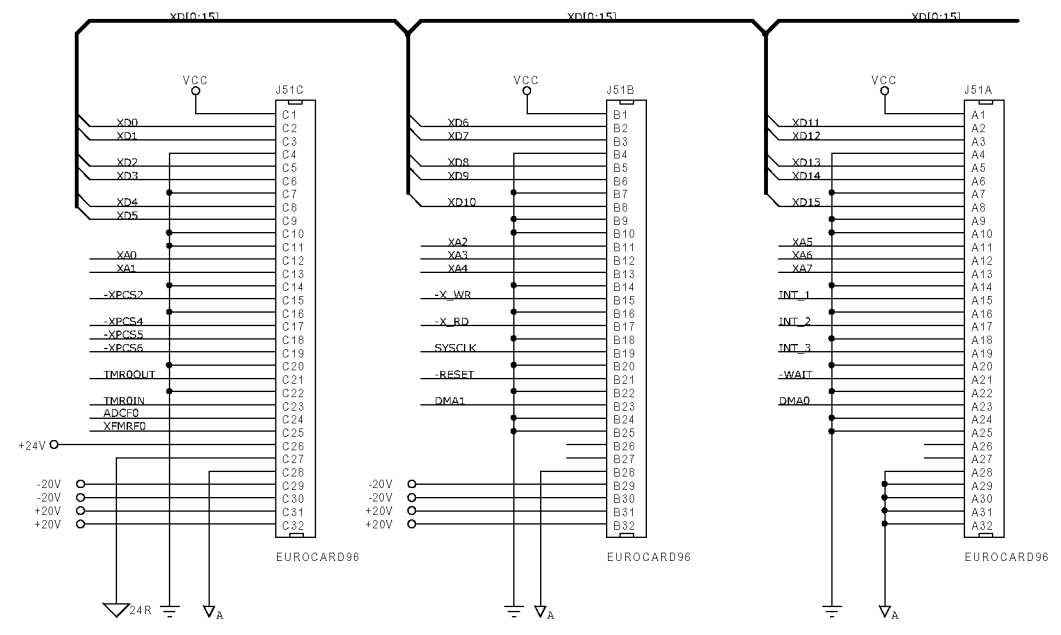 XD[0:15] XD[0:15] XD[0:15]
VCC VCC VCC
J51C
C1
XD0 C2
XD1 C3
C4
XD2 C5
XD3 C6
C7
XD4 C8
XD5 C9
C10
C11
XA0 C12
XA1 C13
C14
-XPCS2 C15
C16
-XPCS4 C17
-XPCS5 C18
-XPCS6 C19
C20
TMR0OUT C21
C22
TMR0IN C23
ADCF0 C24
XFMRF0 C25
+24V C26
C27
C28
-20V C29
-20V C30
+20V C31
+20V C32
EUROCARD96
24R
A
J51B
B1
XD6 B2
XD7 B3
B4
XD8 B5
XD9 B6
B7
XD10 B8
B9
B10
XA2 B11
XA3 B12
XA4 B13
B14
-X_WR B15
B16
-X_RD B17
B18
SYSCLK B19
B20
-RESET B21
B22
DMA1 B23
B24
B25
B26
B27
B28
-20V B29
-20V B30
+20V B31
+20V B32
EUROCARD96
A
J51A
A1
XD11 A2
XD12 A3
A4
XD13 A5
XD14 A6
A7
XD15 A8
A9
A10
XA5 A11
XA6 A12
XA7 A13
A14
INT_1 A15
A16
INT_2 A17
A18
INT_3 A19
A20
-WAIT A21
A22
DMA0 A23
A24
A25
A26
A27
A28
A29
A30
A31
A32
EUROCARD96
A